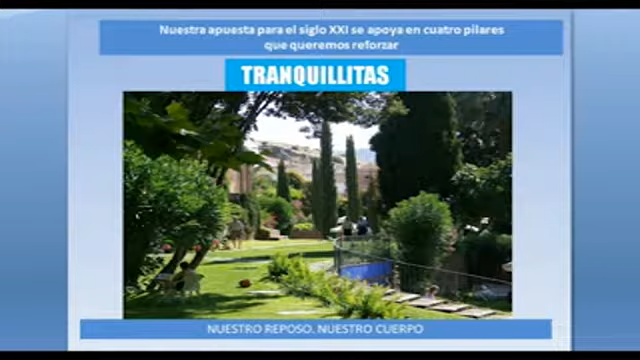 Nuestra apuesta para el siglo XXI se apoya en cuatro pilares
que queremos reforzar
TRANQUILLITAS
NUESTRO REPOSO. NUESTRO CUERPO